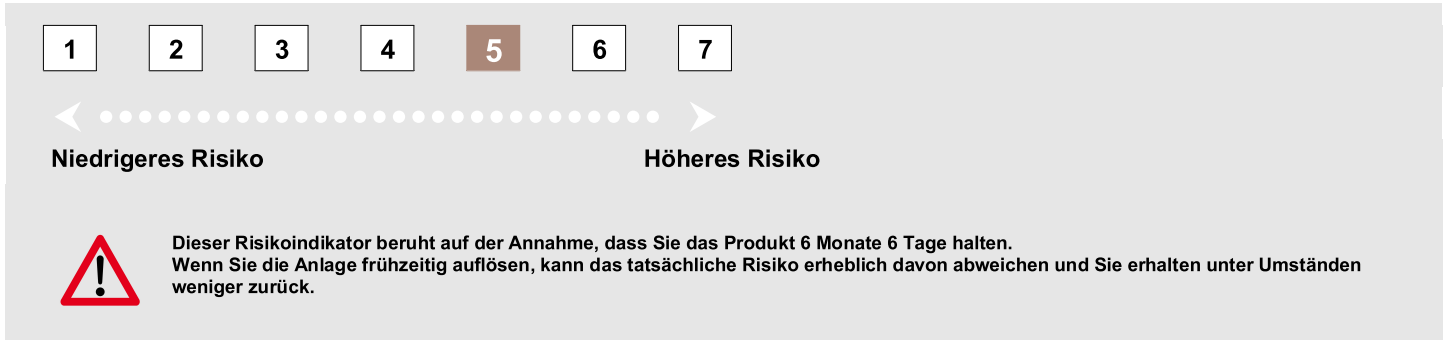 1 2 3 4 5 6 7
Niedrigeres Risiko Höheres Risiko
Dieser Risikoindikator beruht auf der Annahme, dass Sie das Produkt 6 Monate 6 Tage halten.
Wenn Sie die Anlage frühzeitig auflösen, kann das tatsächliche Risiko erheblich davon abweichen und Sie erhalten unter Umständen
weniger zurück.